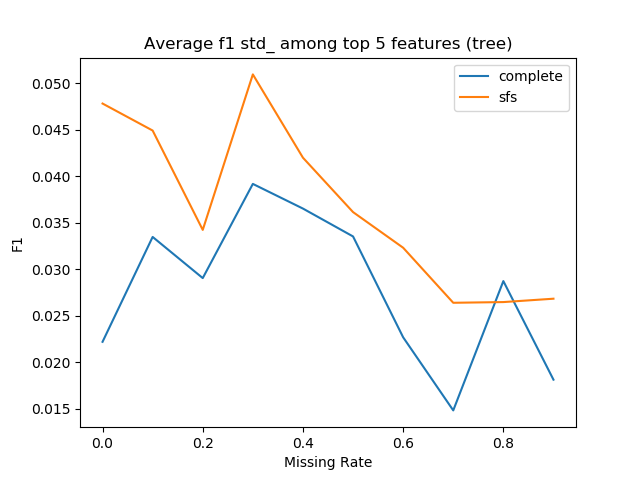 Average f1 std_ among top 5 features (tree)
complete
sfs
0.050
0.045
0.040
0.035
0.030
0.025
0.020
0.015
F1
0.0
0.2
0.4
0.6
0.8
Missing Rate